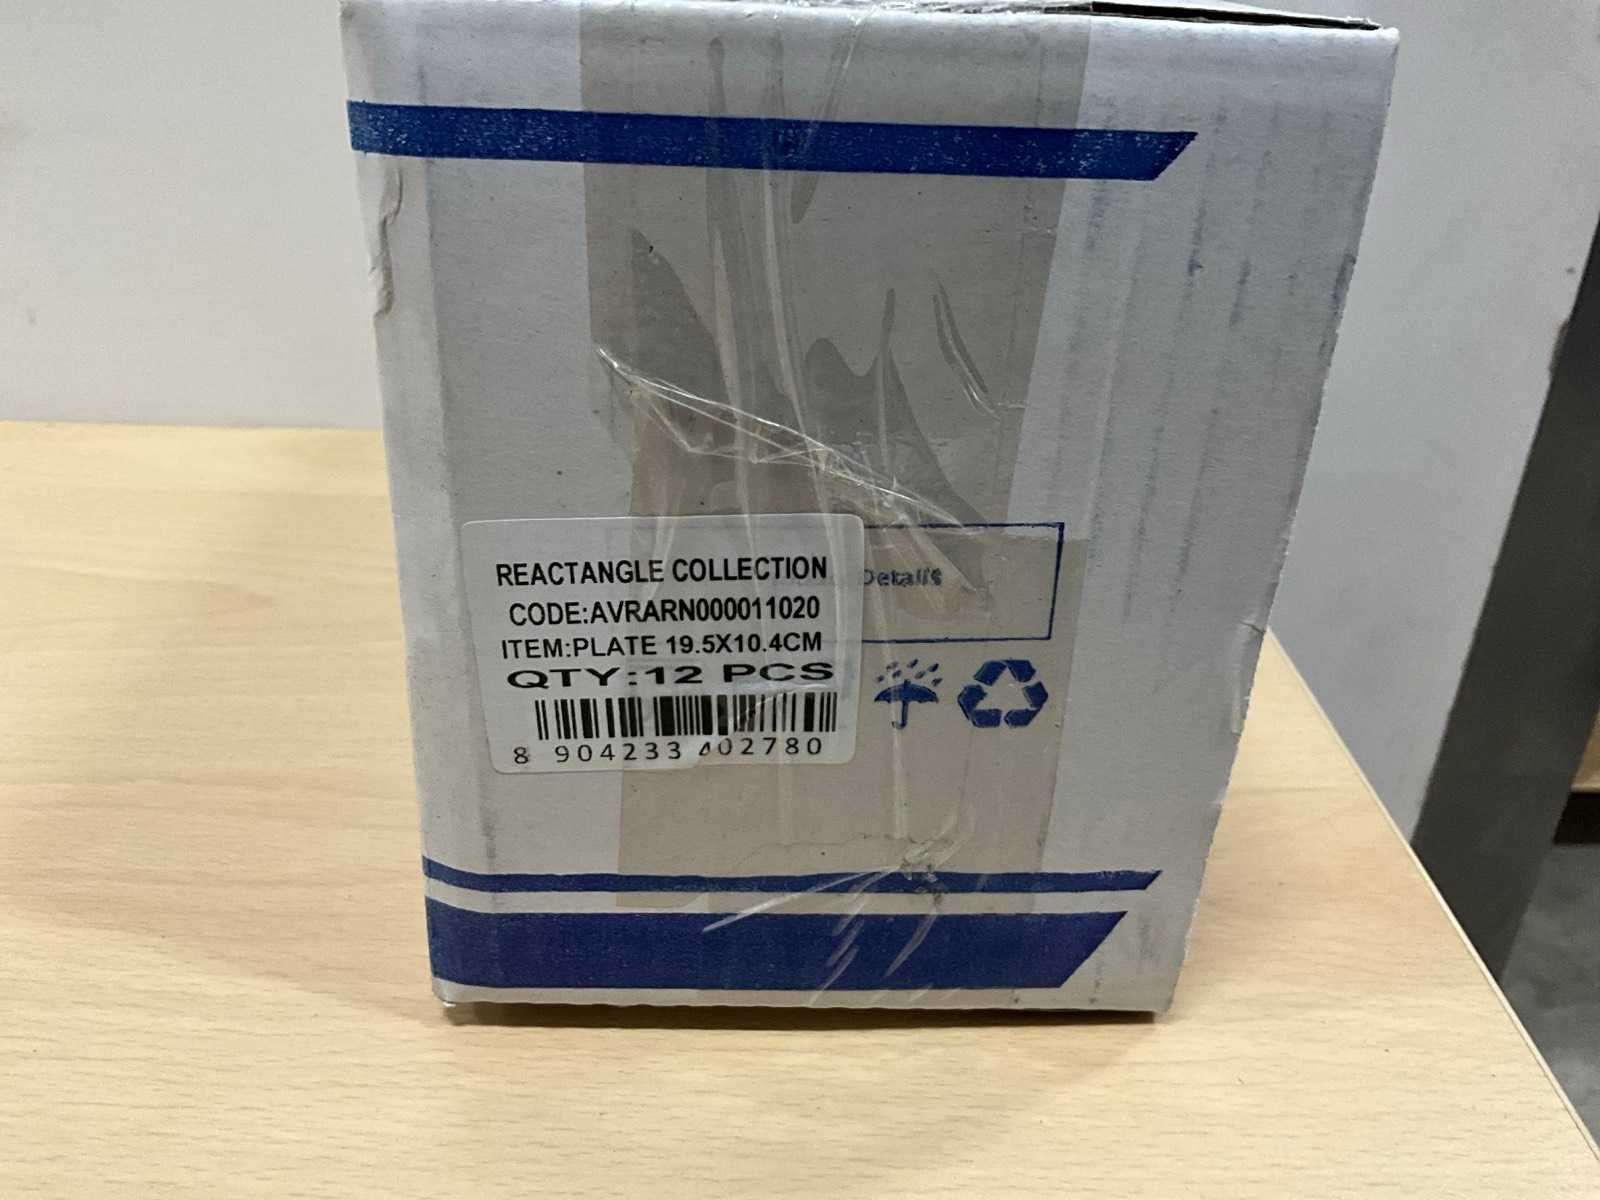 REACTANGLE COLLECTION
Details
CODE:AVRARN000011020
ITEM:PLATE 19.5X10.4CM
QTY:12 PCS
8 904233 402780